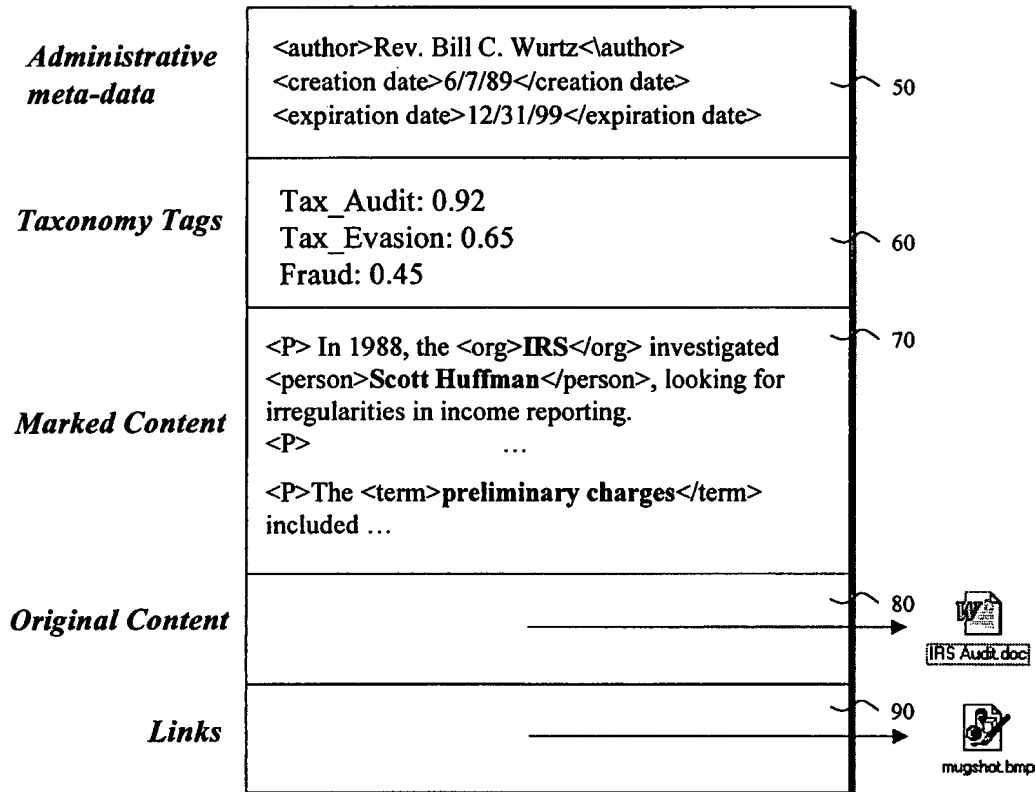 Administrative
meta-data
<author>Rev. Bill C. Wurtz<\author>
<creation date>6/7/89</creation date>
<expiration date>12/31/99</expiration date>
50
Taxonomy Tags
Tax_Audit: 0.92
Tax_Evasion: 0.65
Fraud: 0.45
60
Marked Content
<P> In 1988, the <org>IRS</org> investigated
<person>Scott Huffman</person>, looking for
irregularities in income reporting.
<P> ...
<P>The <term>preliminary charges</term>
included ...
70
Original Content
80
W
IRS Audit.doc
Links
90
mugshot.bmp